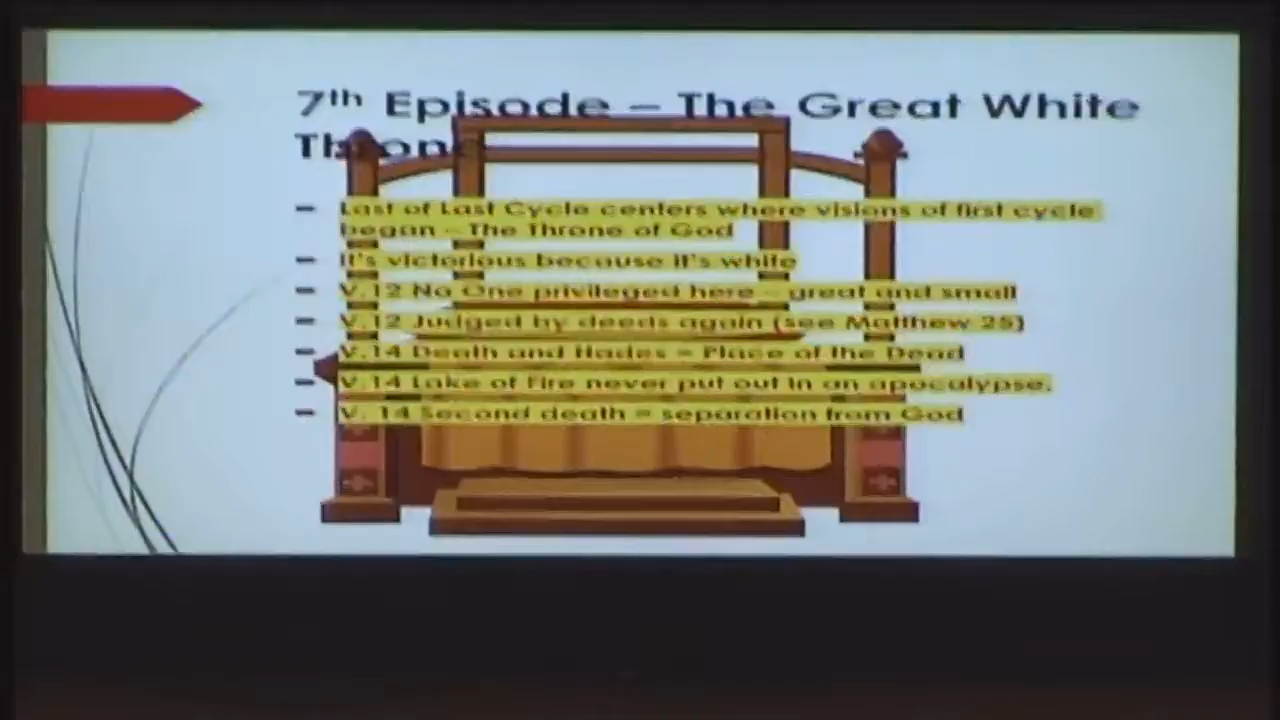 7th Episode – The Great White
Throne
– Last of Last Cycle centers where visions of first cycle
began – The Throne of God
– It's victorious because it's white
– V.12 No One privileged here – great and small
– V.12 Judged by deeds again (see Matthew 25)
– V.14 Death and Hades = Place of the Dead
– V.14 Lake of Fire never put out in an apocalypse.
– V. 14 Second death = separation from God